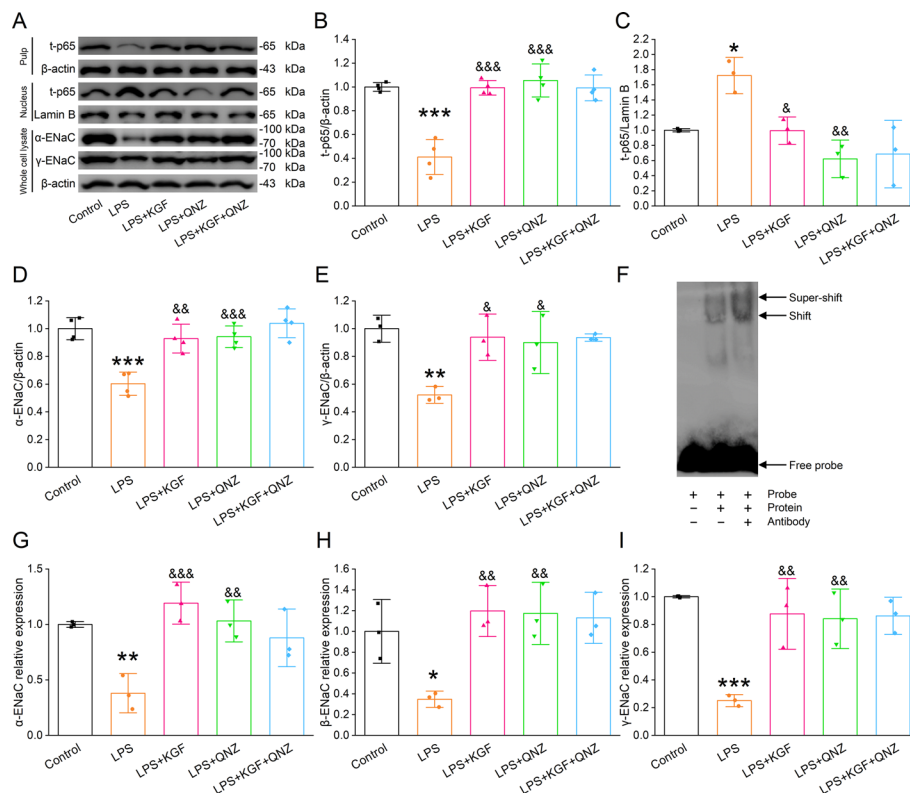 A
Pulp
t-p65
-65 kDa
β-actin
-43 kDa
Nucleus
t-p65
-65 kDa
Lamin B
-65 kDa
Whole cell lysate
α-ENaC
-100 kDa
-70 kDa
γ-ENaC
-100 kDa
-70 kDa
β-actin
-43 kDa
Control LPS LPS+KGF LPS+QNZ LPS+KGF+QNZ
B
t-p65/β-actin
1.4
1.2
1.0
0.8
0.6
0.4
0.2
0.0
***
&&&
&&&
Control LPS LPS+KGF LPS+QNZ LPS+KGF+QNZ
C
t-p65/Lamin B
2.2
2.0
1.8
1.6
1.4
1.2
1.0
0.8
0.6
0.4
0.2
0.0
*
&
&&
Control LPS LPS+KGF LPS+QNZ LPS+KGF+QNZ
D
α-ENaC/β-actin
1.2
1.0
0.8
0.6
0.4
0.2
0.0
***
&&
&&&
Control LPS LPS+KGF LPS+QNZ LPS+KGF+QNZ
E
γ-ENaC/β-actin
1.2
1.0
0.8
0.6
0.4
0.2
0.0
**
&
&
Control LPS LPS+KGF LPS+QNZ LPS+KGF+QNZ
F
Super-shift
Shift
Free probe
+ + + Probe
− + + Protein
− − + Antibody
G
α-ENaC relative expression
1.5
1.0
0.5
0.0
**
&&&
&&
Control LPS LPS+KGF LPS+QNZ LPS+KGF+QNZ
H
β-ENaC relative expression
1.6
1.4
1.2
1.0
0.8
0.6
0.4
0.2
0.0
*
&&
&&
Control LPS LPS+KGF LPS+QNZ LPS+KGF+QNZ
I
γ-ENaC relative expression
1.2
1.0
0.8
0.6
0.4
0.2
0.0
***
&&
&&
Control LPS LPS+KGF LPS+QNZ LPS+KGF+QNZ